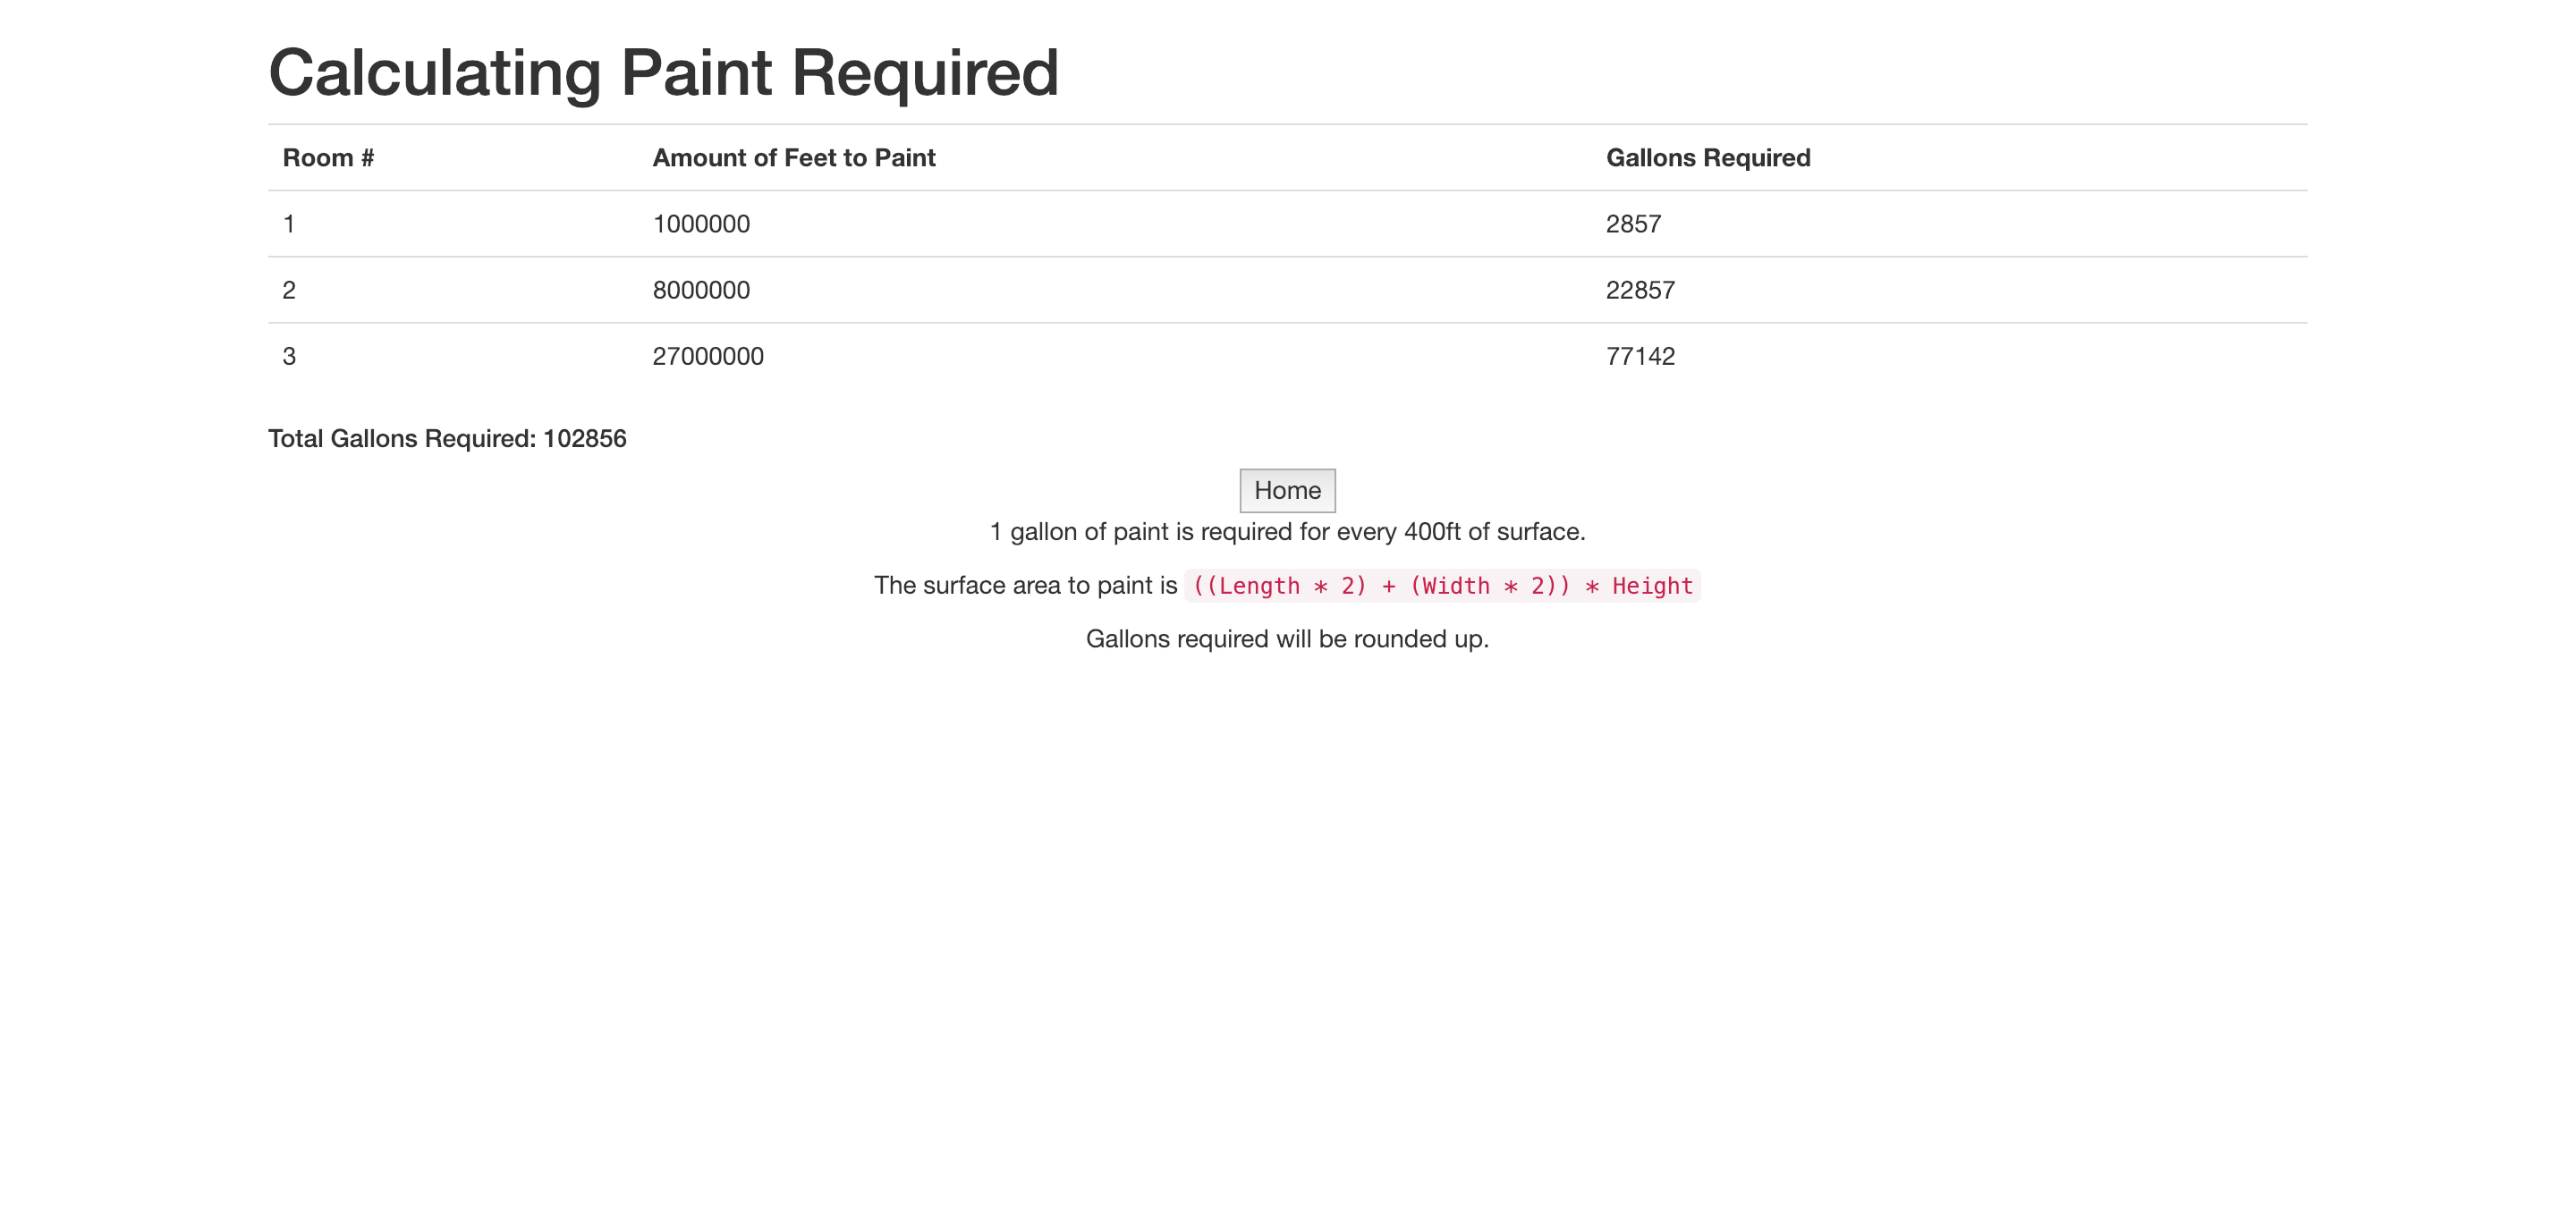 Calculating Paint Required
Room # Amount of Feet to Paint Gallons Required
1 1000000 2857
2 8000000 22857
3 27000000 77142
Total Gallons Required: 102856
Home
1 gallon of paint is required for every 400ft of surface.
The surface area to paint is ((Length * 2) + (Width * 2)) * Height
Gallons required will be rounded up.